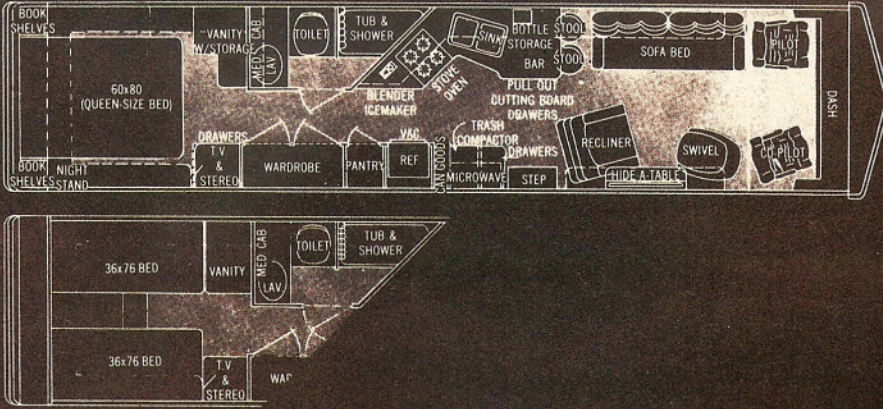 BOOK
SHELVES
VANITY
W/STORAGE
MED. CAB
LAV
TOILET
TUB &
SHOWER
SINK
BOTTLE
STORAGE
BAR
STOOL
STOOL
SOFA BED
PILOT
60x80
(QUEEN-SIZE BED)
BLENDER
ICEMAKER
STOVE
OVEN
PULL OUT
CUTTING BOARD
DRAWERS
DASH
DRAWERS
T.V
&
STEREO
WARDROBE
PANTRY
VAC
REF
CAN GOODS
TRASH
COMPACTOR
DRAWERS
MICROWAVE
STEP
RECLINER
HIDE-A-TABLE
SWIVEL
CO-PILOT
BOOK
SHELVES
NIGHT
STAND
36x76 BED
VANITY
MED CAB
LAV
TOILET
TUB &
SHOWER
36x76 BED
T.V
&
STEREO
WAR